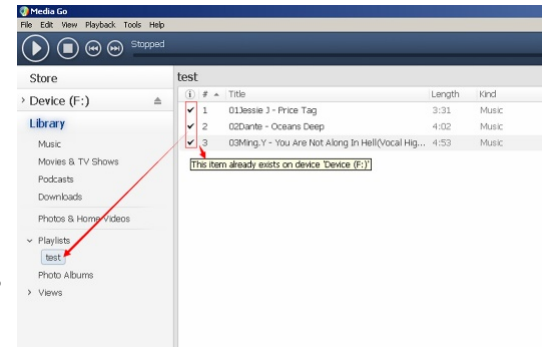 Media Go
File Edit View Playback Tools Help
Stopped
Store
Device (F:)
Library
Music
Movies & TV Shows
Podcasts
Downloads
Photos & Home Videos
Playlists
test
Photo Albums
Views
test
# Title Length Kind
1 01Jessie J - Price Tag 3:31 Music
2 02Dante - Oceans Deep 4:02 Music
3 03Ming.Y - You Are Not Along In Hell(Vocal Hig... 4:53 Music
This item already exists on device 'Device (F:)'